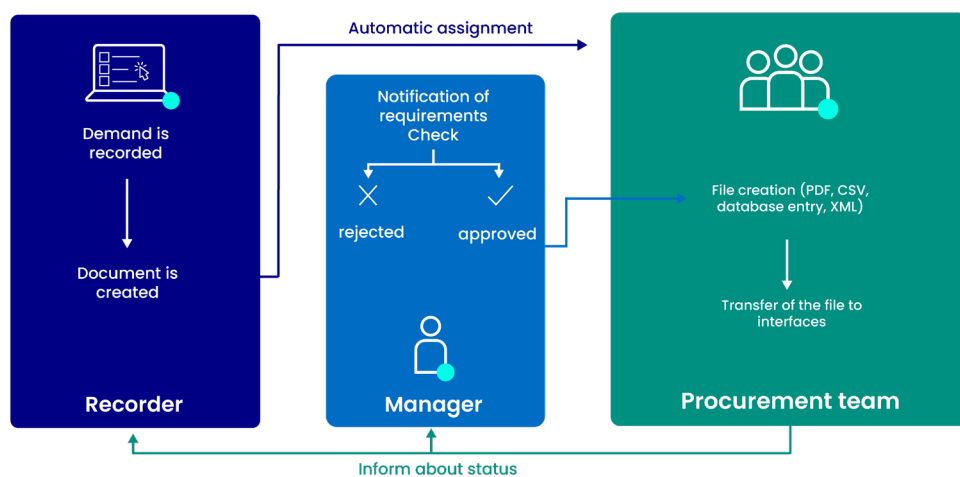 Automatic assignment
Demand is
recorded
Document is
created
Recorder
Notification of
requirements
Check
rejected
approved
Manager
File creation (PDF, CSV,
database entry, XML)
Transfer of the file to
interfaces
Procurement team
Inform about status